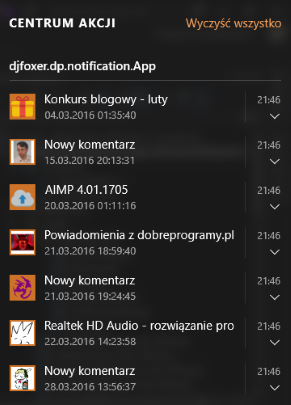 CENTRUM AKCJI Wyczyść wszystko
djfoxer.dp.notification.App
Konkurs blogowy - luty 21:46
04.03.2016 01:35:40
Nowy komentarz 21:46
15.03.2016 20:13:31
AIMP 4.01.1705 21:46
20.03.2016 01:11:16
Powiadomienia z dobreprogramy.pl 21:46
21.03.2016 18:59:40
Nowy komentarz 21:46
21.03.2016 19:24:45
Realtek HD Audio - rozwiązanie pro 21:46
22.03.2016 14:23:58
Nowy komentarz 21:46
28.03.2016 13:56:37